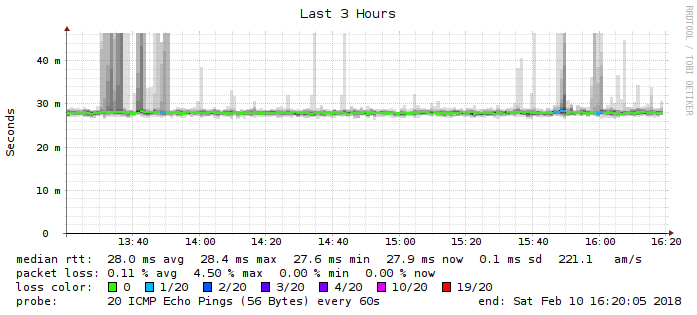 Last 3 Hours
RRDTOOL / TOBI OETIKER
Seconds
40 m
30 m
20 m
10 m
0
13:40 14:00 14:20 14:40 15:00 15:20 15:40 16:00 16:20
median rtt: 28.0 ms avg 28.4 ms max 27.6 ms min 27.9 ms now 0.1 ms sd 221.1 am/s
packet loss: 0.11 % avg 4.50 % max 0.00 % min 0.00 % now
loss color: 0 1/20 2/20 3/20 4/20 10/20 19/20
probe: 20 ICMP Echo Pings (56 Bytes) every 60s end: Sat Feb 10 16:20:05 2018